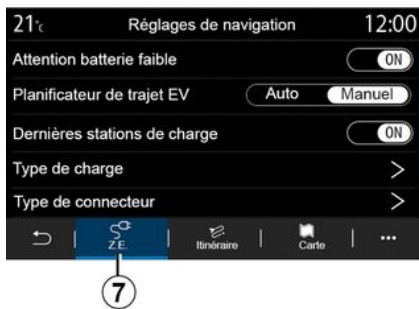 21°c Réglages de navigation 12:00
Attention batterie faible ON
Planificateur de trajet EV Auto Manuel
Dernières stations de charge ON
Type de charge >
Type de connecteur >
Z.E. Itinéraire Carte ...
7